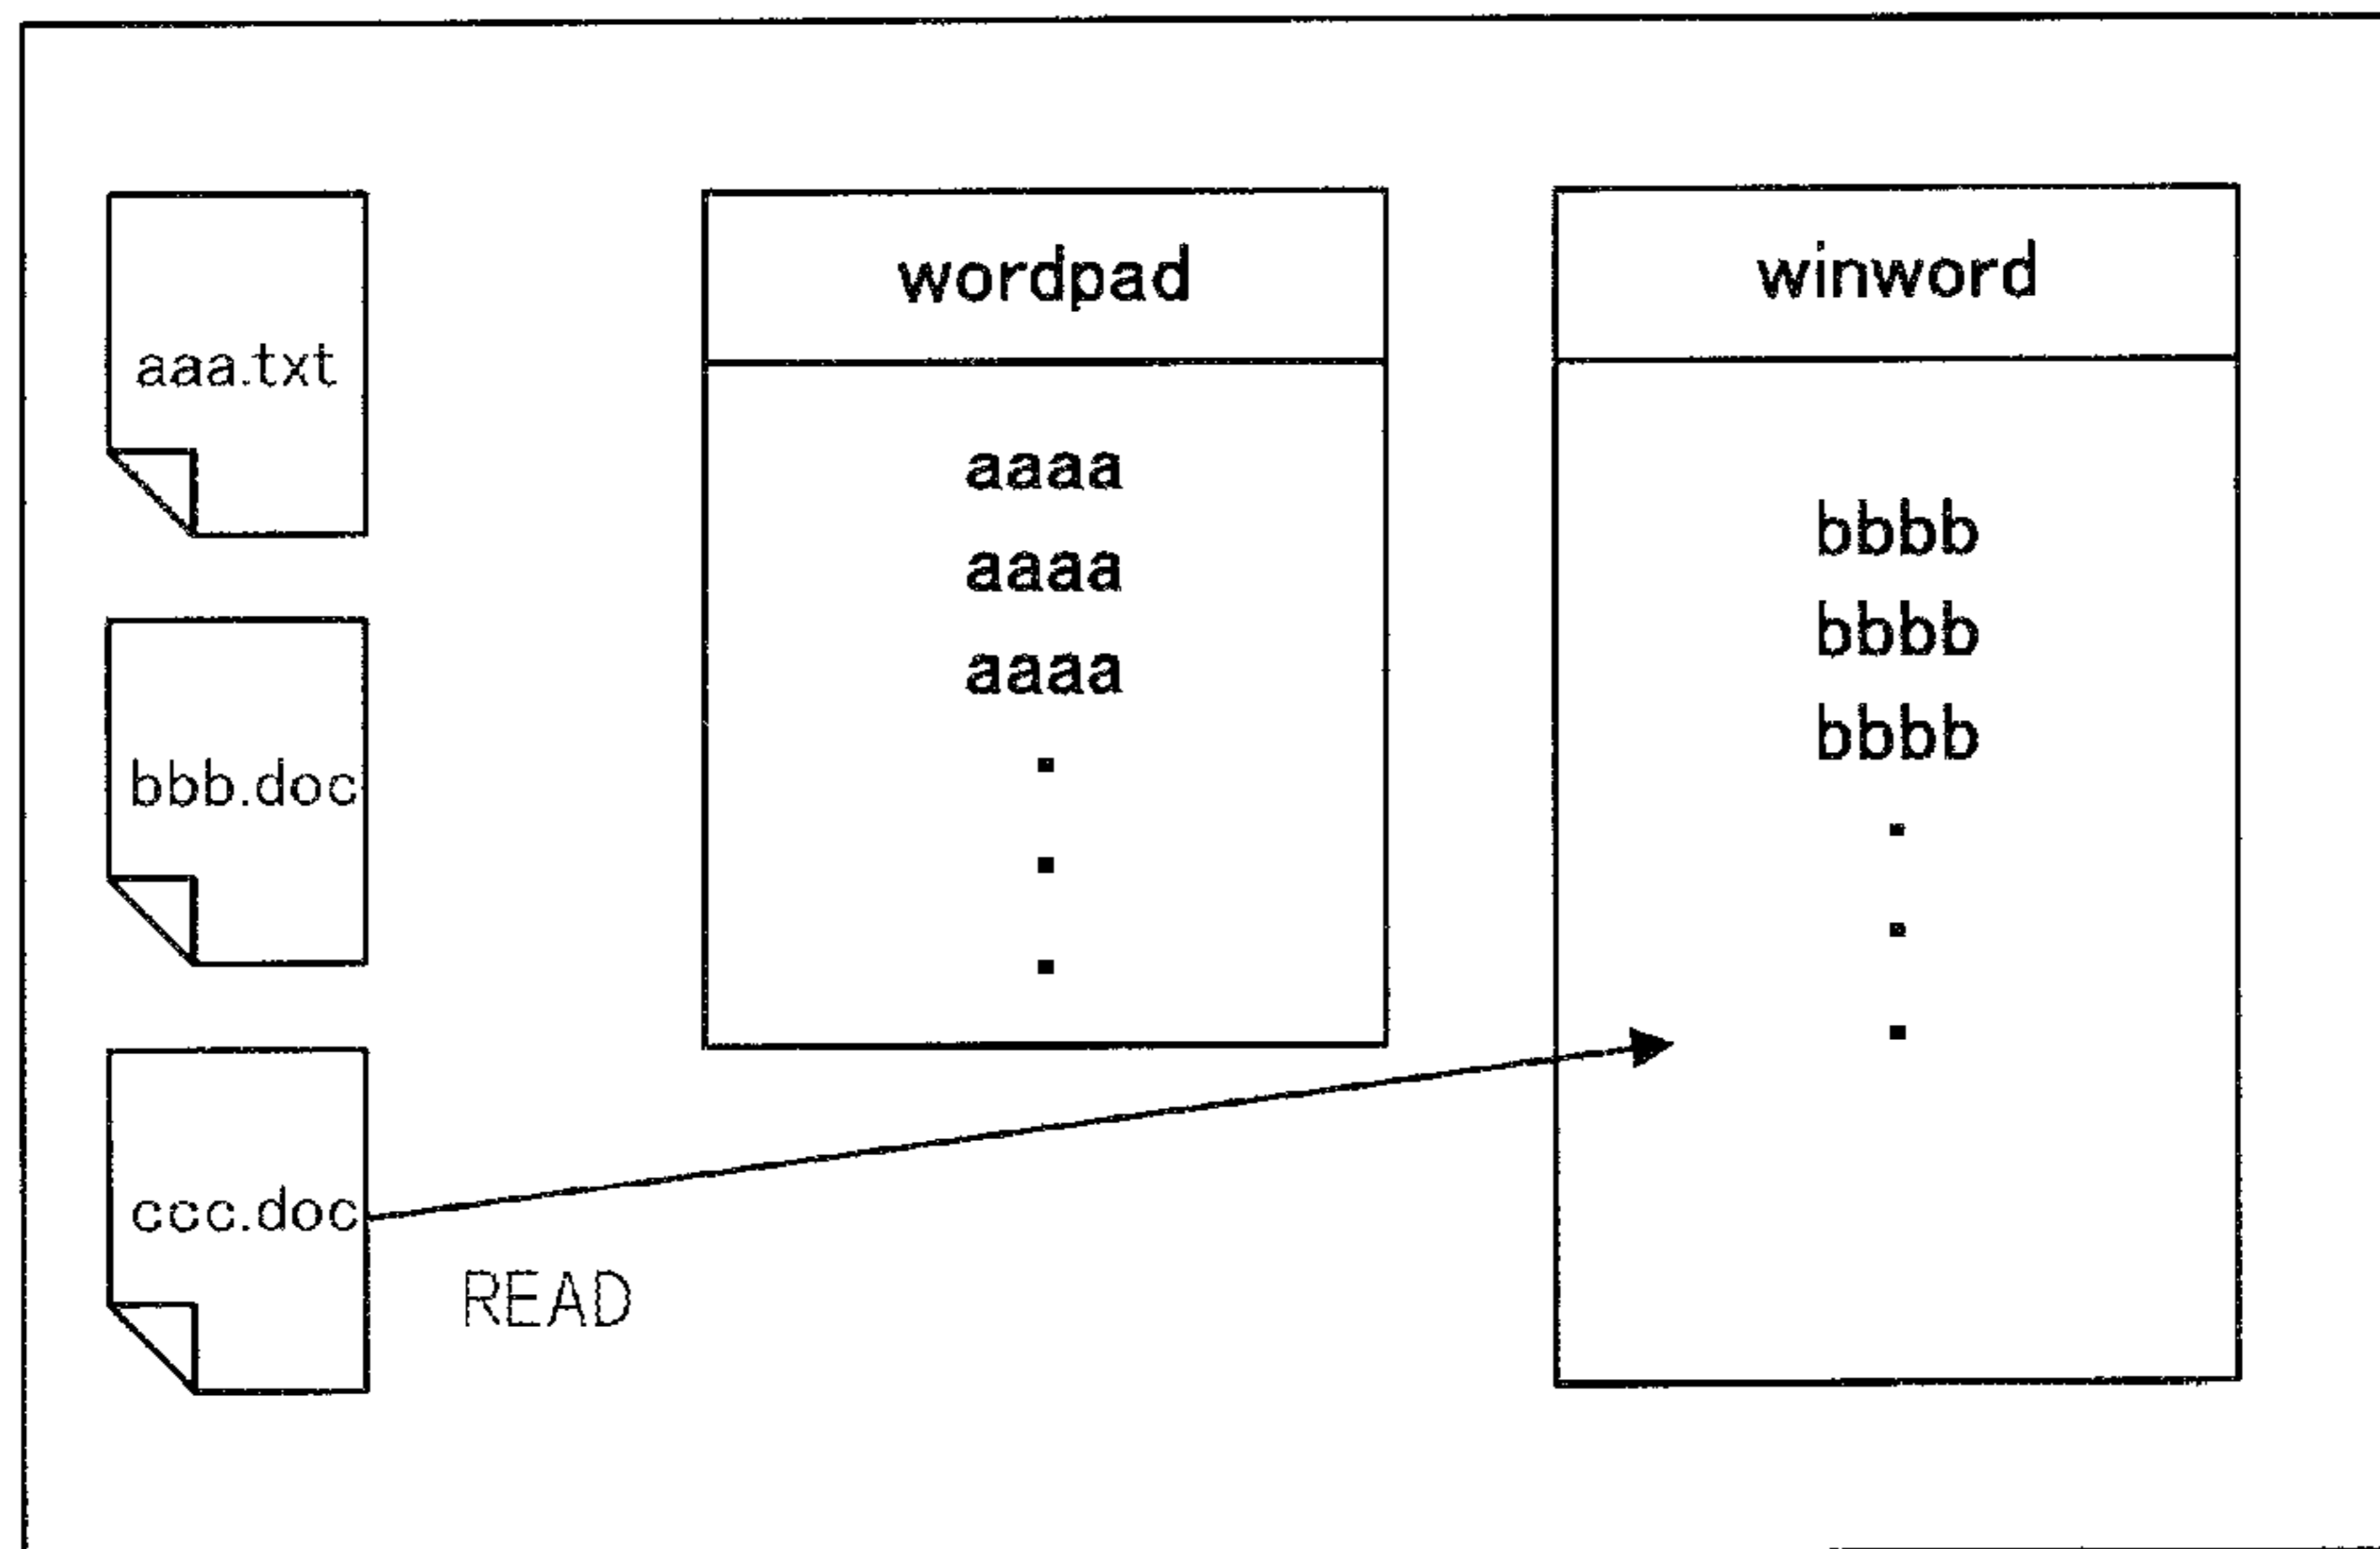 aaa.txt
bbb.doc
ccc.doc
READ
wordpad
aaaa
aaaa
aaaa
.
.
.
winword
bbbb
bbbb
bbbb
.
.
.